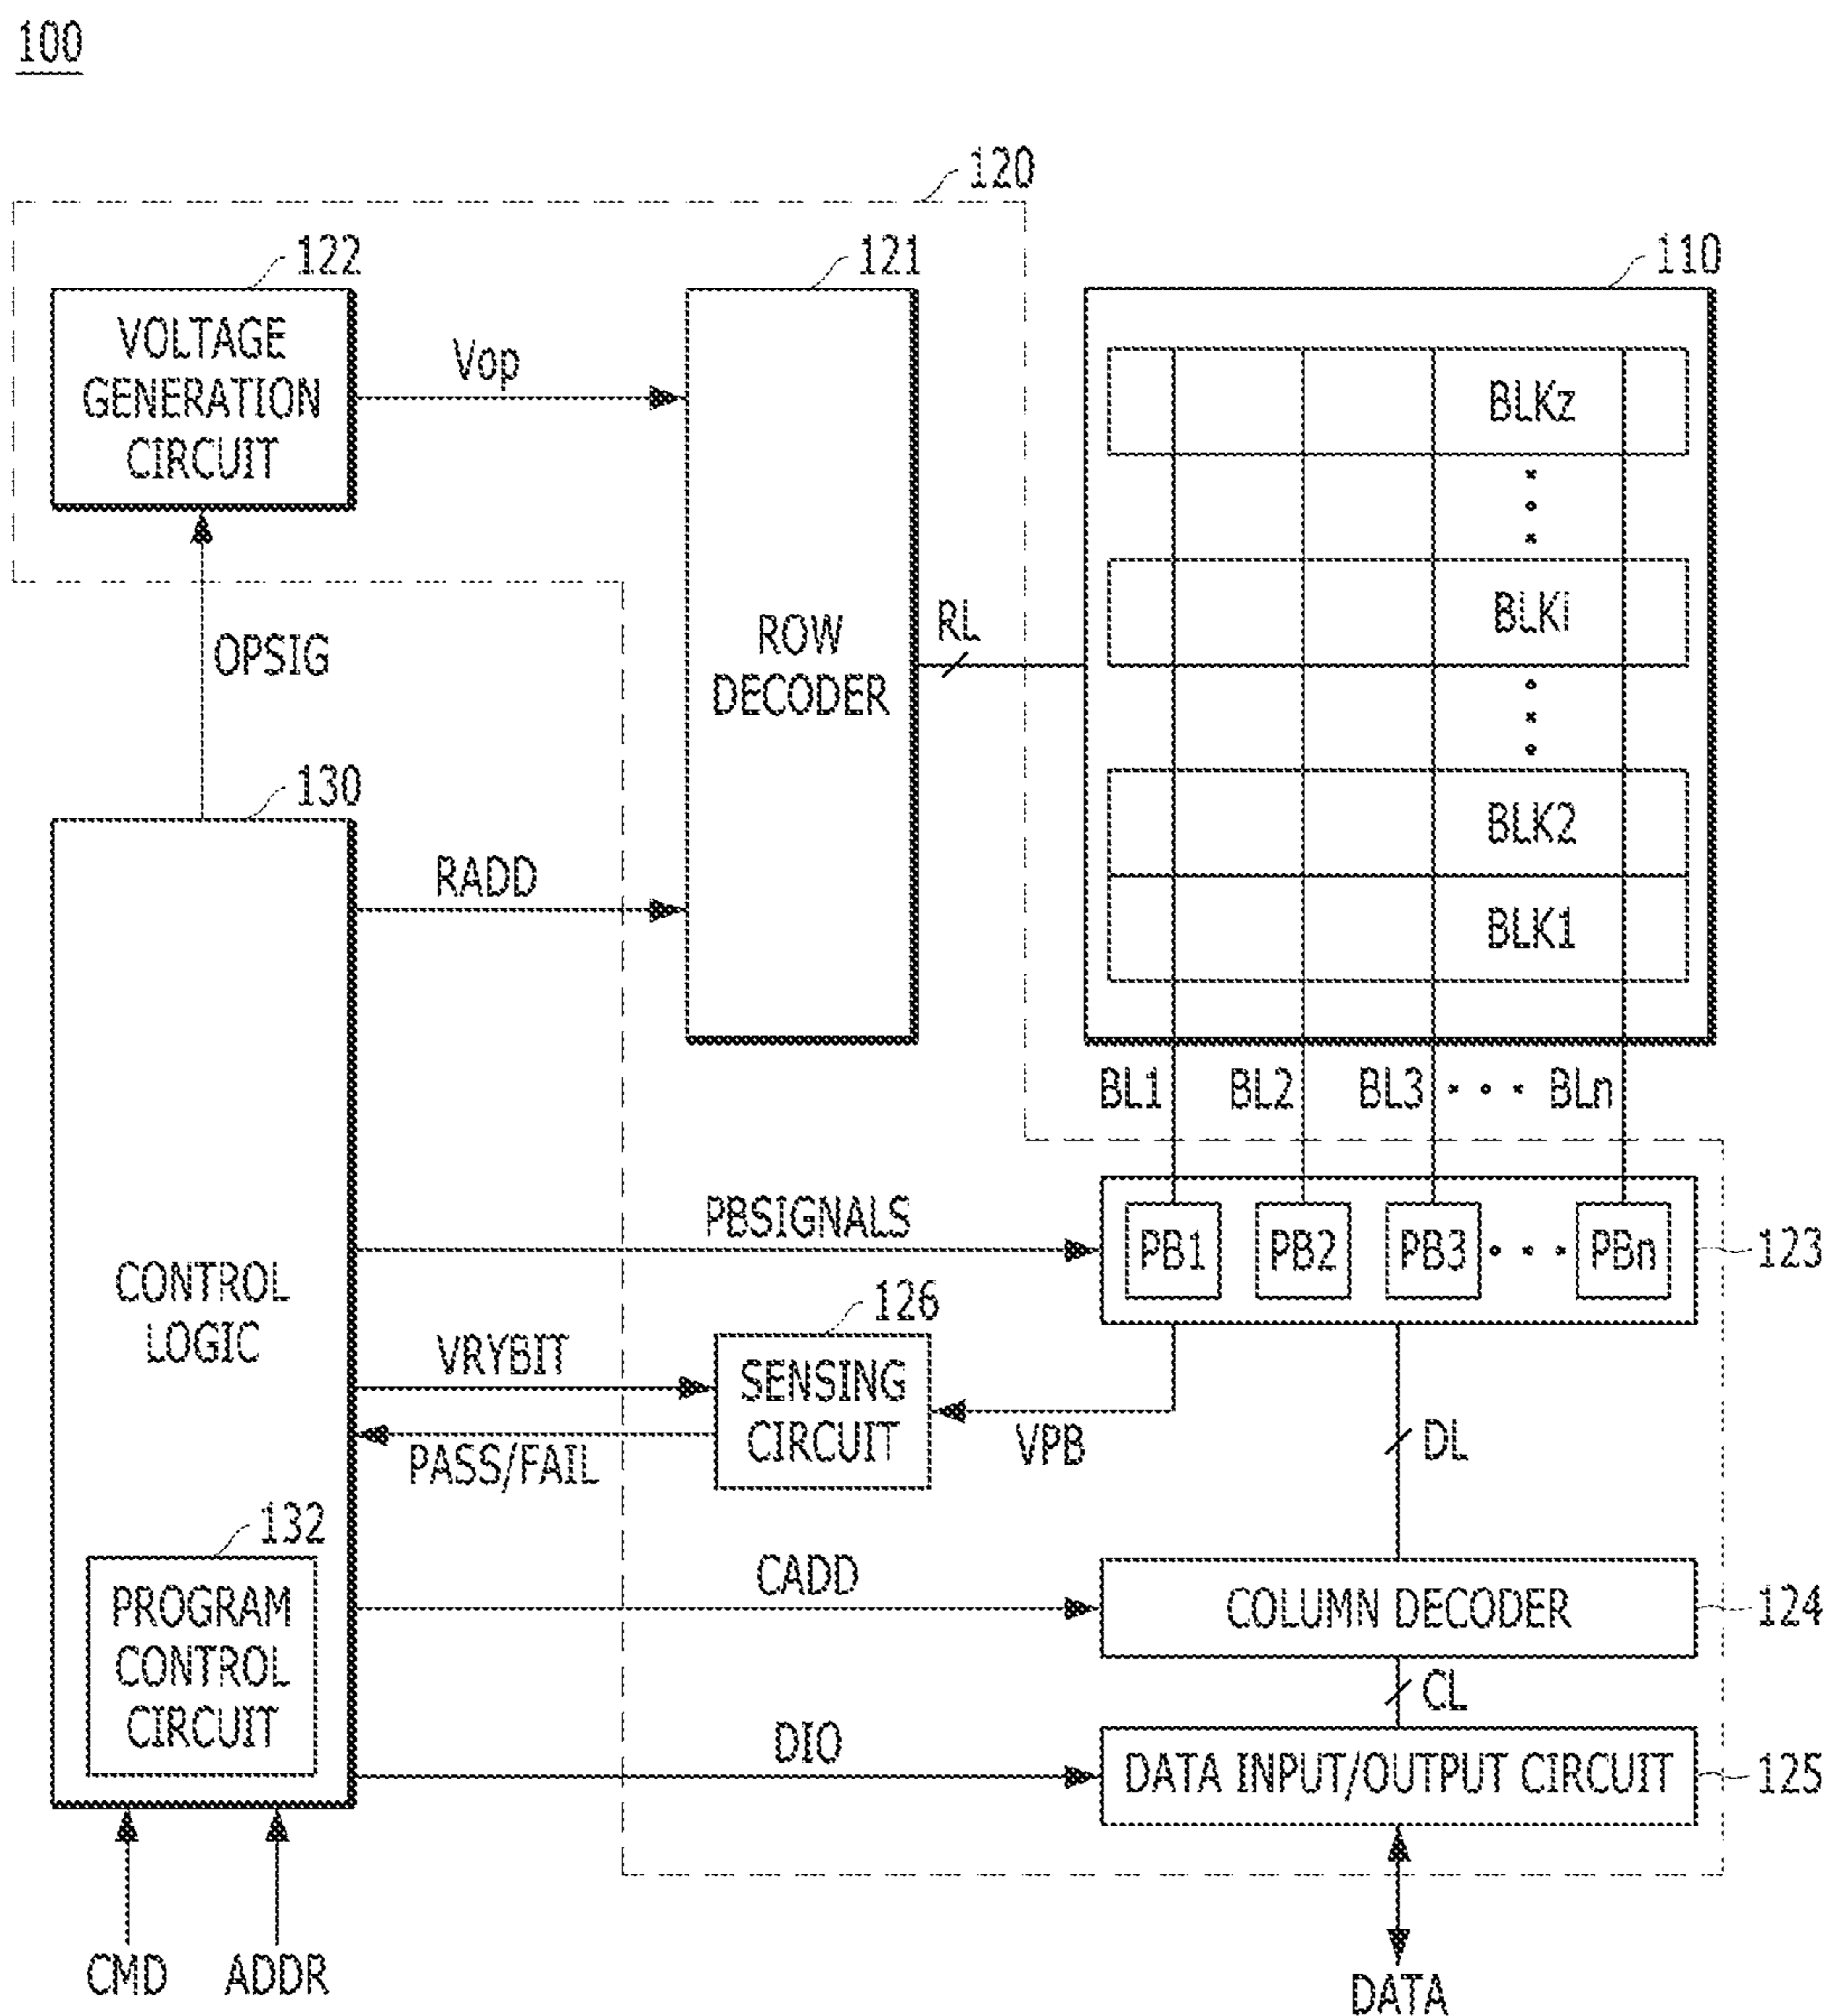 100
120
122
121
110
VOLTAGE
GENERATION
CIRCUIT
Vop
BLKz
BLKi
RL
ROW
DECODER
OPSIG
130
BLK2
RADD
BLK1
BL1
BL2
BL3
BLn
PBSIGNALS
PB1
PB2
PB3
PBn
123
CONTROL
LOGIC
126
VRYBIT
SENSING
CIRCUIT
VPB
DL
PASS/FAIL
132
PROGRAM
CONTROL
CIRCUIT
CADD
COLUMN DECODER
124
CL
DIO
DATA INPUT/OUTPUT CIRCUIT
125
CMD
ADDR
DATA